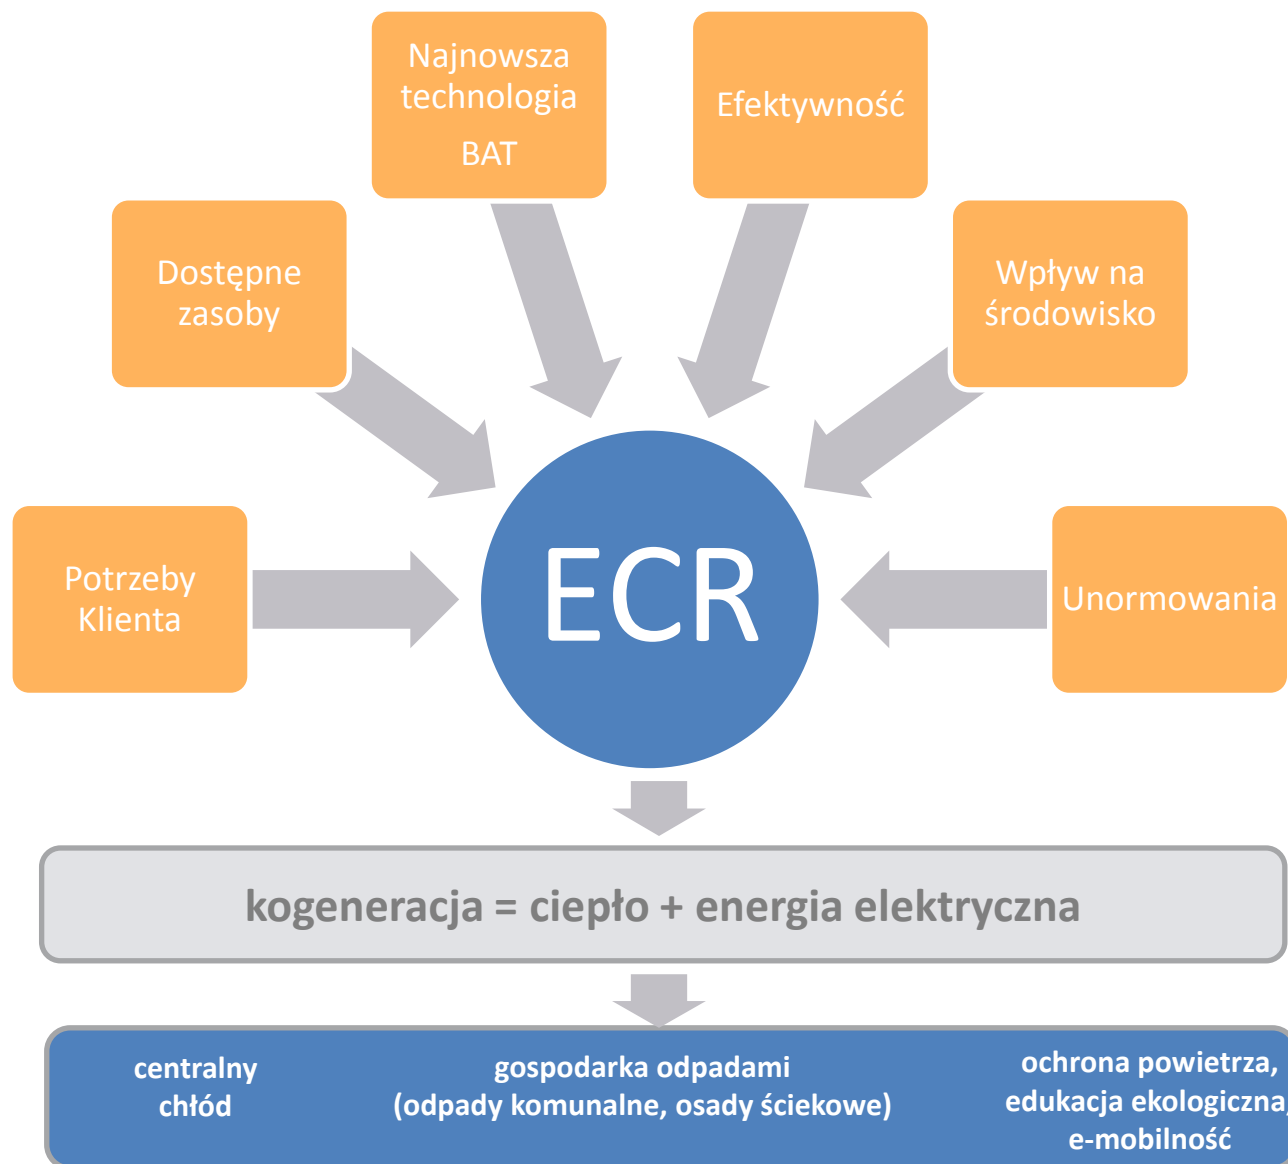 Najnowsza
technologia
BAT
Efektywność
Dostępne
zasoby
Wpływ na
środowisko
Potrzeby
Klienta
ECR
Unormowania
kogeneracja = ciepło + energia elektryczna
centralny
chłód
gospodarka odpadami
(odpady komunalne, osady ściekowe)
ochrona powietrza,
edukacja ekologiczna,
e-mobilność